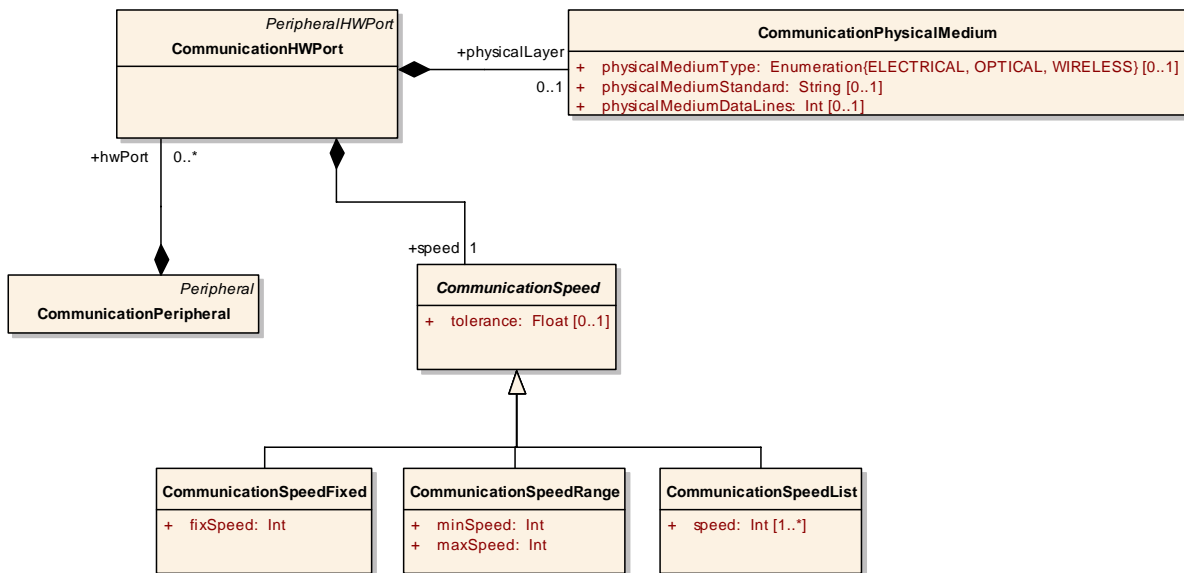 PeripheralHWPort
CommunicationHWPort
CommunicationPhysicalMedium
+physicalLayer
0..1
+ physicalMediumType: Enumeration{ELECTRICAL, OPTICAL, WIRELESS} [0..1]
+ physicalMediumStandard: String [0..1]
+ physicalMediumDataLines: Int [0..1]
+hwPort 0..*
+speed 1
Peripheral
CommunicationPeripheral
CommunicationSpeed
+ tolerance: Float [0..1]
CommunicationSpeedFixed
+ fixSpeed: Int
CommunicationSpeedRange
+ minSpeed: Int
+ maxSpeed: Int
CommunicationSpeedList
+ speed: Int [1..*]